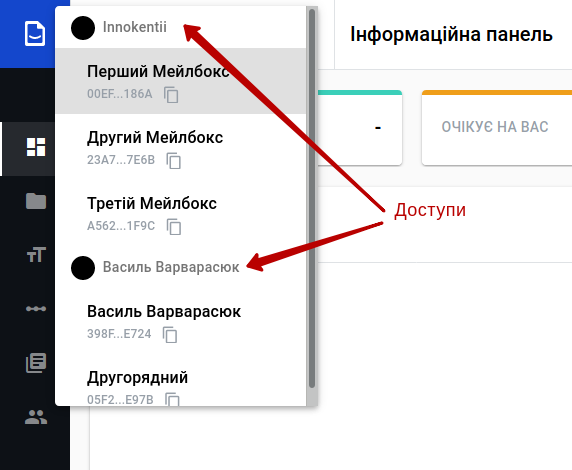 Innokentii
Інформаційна панель
Перший Мейлбокс
00EF...186A
Другий Мейлбокс
23A7...7E6B
-
ОЧІКУЄ НА ВАС
Третій Мейлбокс
A562...1F9C
Доступи
Василь Варварасюк
Василь Варварасюк
398F...E724
Другорядний
05F2...E97B